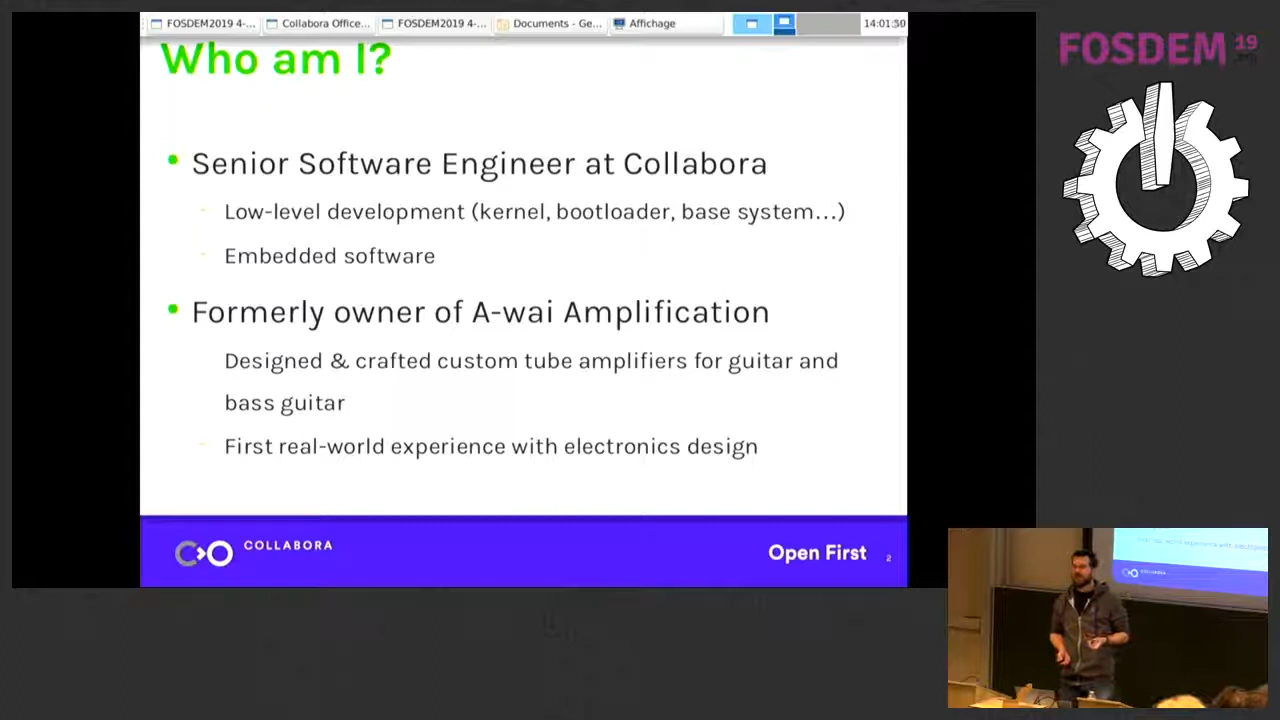 FOSDEM2019 4-...
Collabora Office...
FOSDEM2019 4-...
Documents - Ge...
Affichage
14:01:30
FOSDEM 19
.org
Who am I?
Senior Software Engineer at Collabora
Low-level development (kernel, bootloader, base system...)
Embedded software
Formerly owner of A-wai Amplification
Designed & crafted custom tube amplifiers for guitar and
bass guitar
First real-world experience with electronics design
COLLABORA
Open First
2